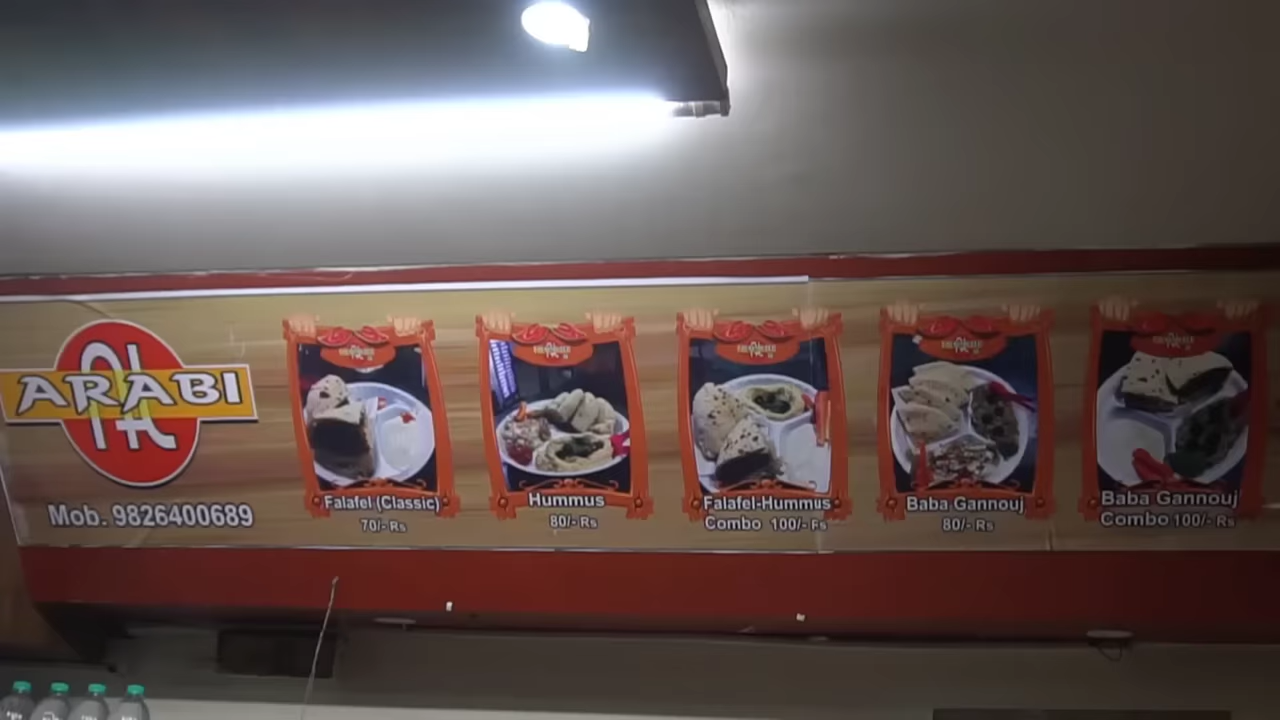 ARABI
Mob. 9826400689
Falafel (Classic)
70/- Rs
Hummus
80/- Rs
Falafel-Hummus
Combo 100/- Rs
Baba Gannouj
80/- Rs
Baba Gannouj
Combo 100/- Rs